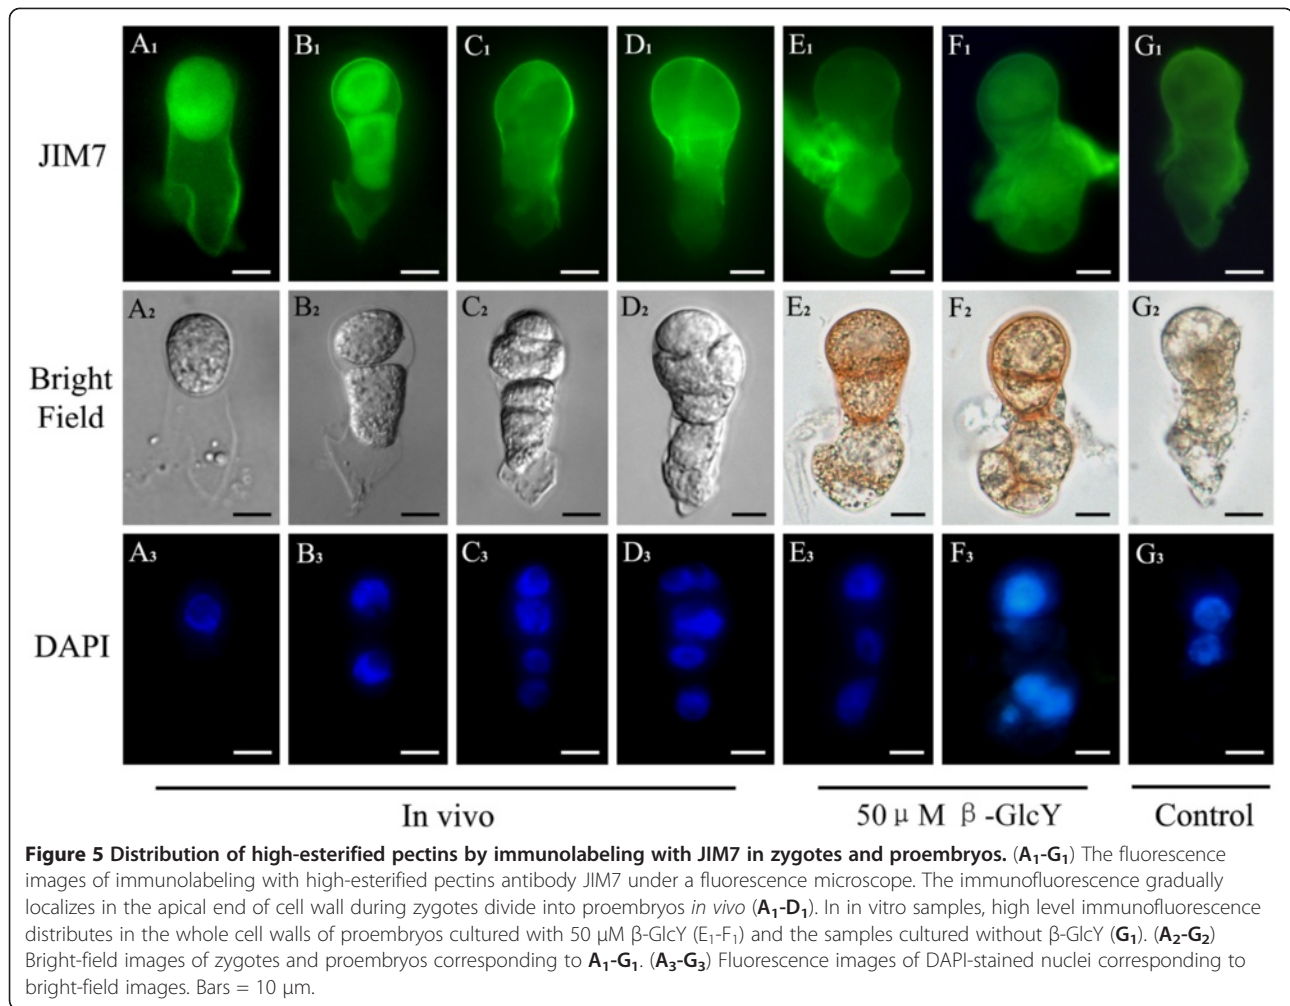 A₁ B₁ C₁ D₁ E₁ F₁ G₁
JIM7
A₂ B₂ C₂ D₂ E₂ F₂ G₂
Bright
Field
A₃ B₃ C₃ D₃ E₃ F₃ G₃
DAPI
In vivo 50 μM β-GlcY Control
Figure 5 Distribution of high-esterified pectins by immunolabeling with JIM7 in zygotes and proembryos. (A₁-G₁) The fluorescence
images of immunolabeling with high-esterified pectins antibody JIM7 under a fluorescence microscope. The immunofluorescence gradually
localizes in the apical end of cell wall during zygotes divide into proembryos in vivo (A₁-D₁). In in vitro samples, high level immunofluorescence
distributes in the whole cell walls of proembryos cultured with 50 μM β-GlcY (E₁-F₁) and the samples cultured without β-GlcY (G₁). (A₂-G₂)
Bright-field images of zygotes and proembryos corresponding to A₁-G₁. (A₃-G₃) Fluorescence images of DAPI-stained nuclei corresponding to
bright-field images. Bars = 10 μm.